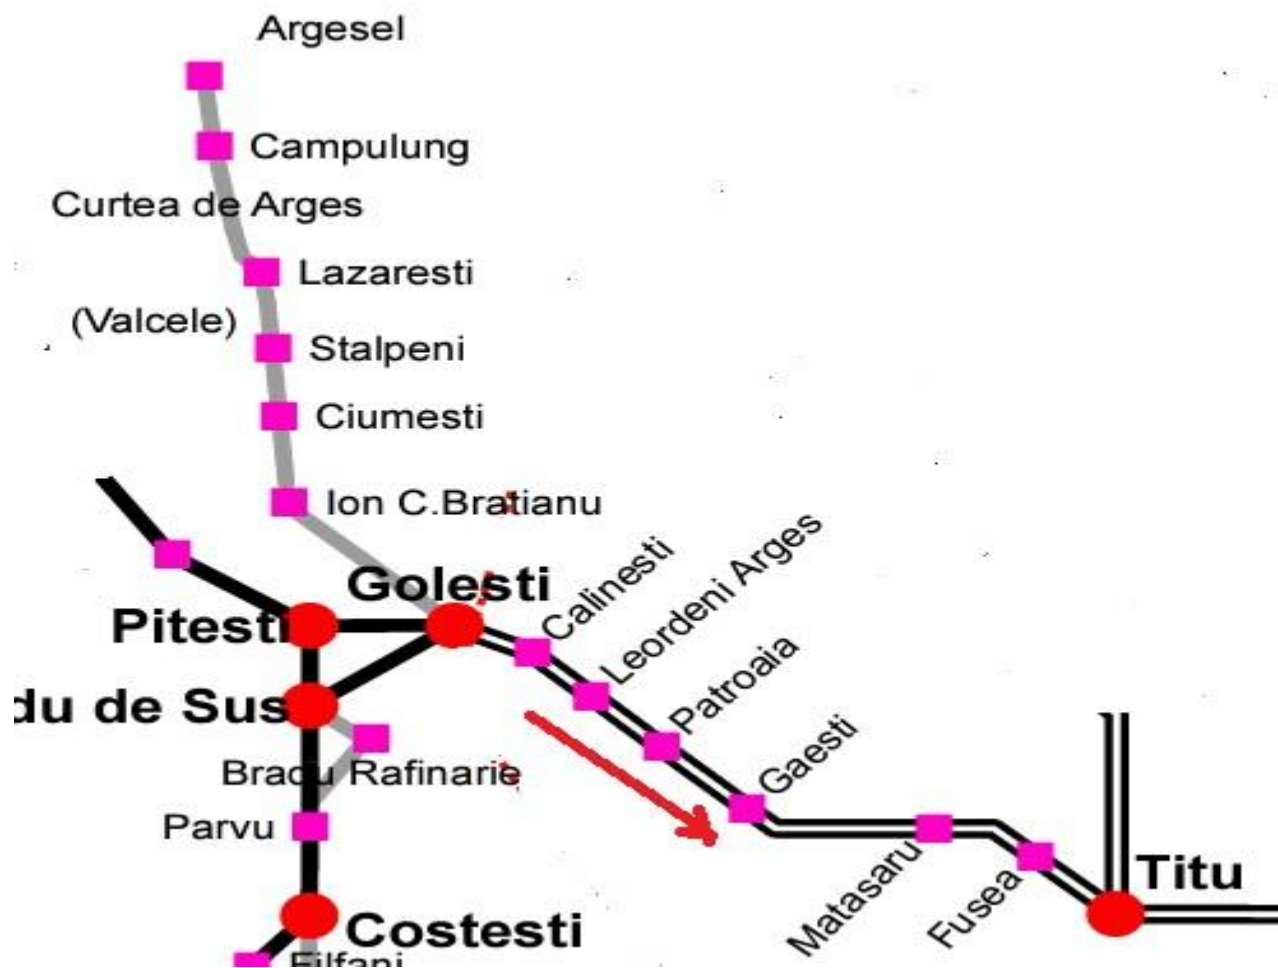 Argesel
Campulung
Curtea de Arges
Lazaresti
(Valcele)
Stalpeni
Ciumesti
Ion C.Bratianu
Golesti
Calinesti
Leordeni Arges
Pitesti
Patroaia
du de Sus
Gaesti
Bradu Rafinarie
Parvu
Matasaru
Fusea
Titu
Costesti
Filfani